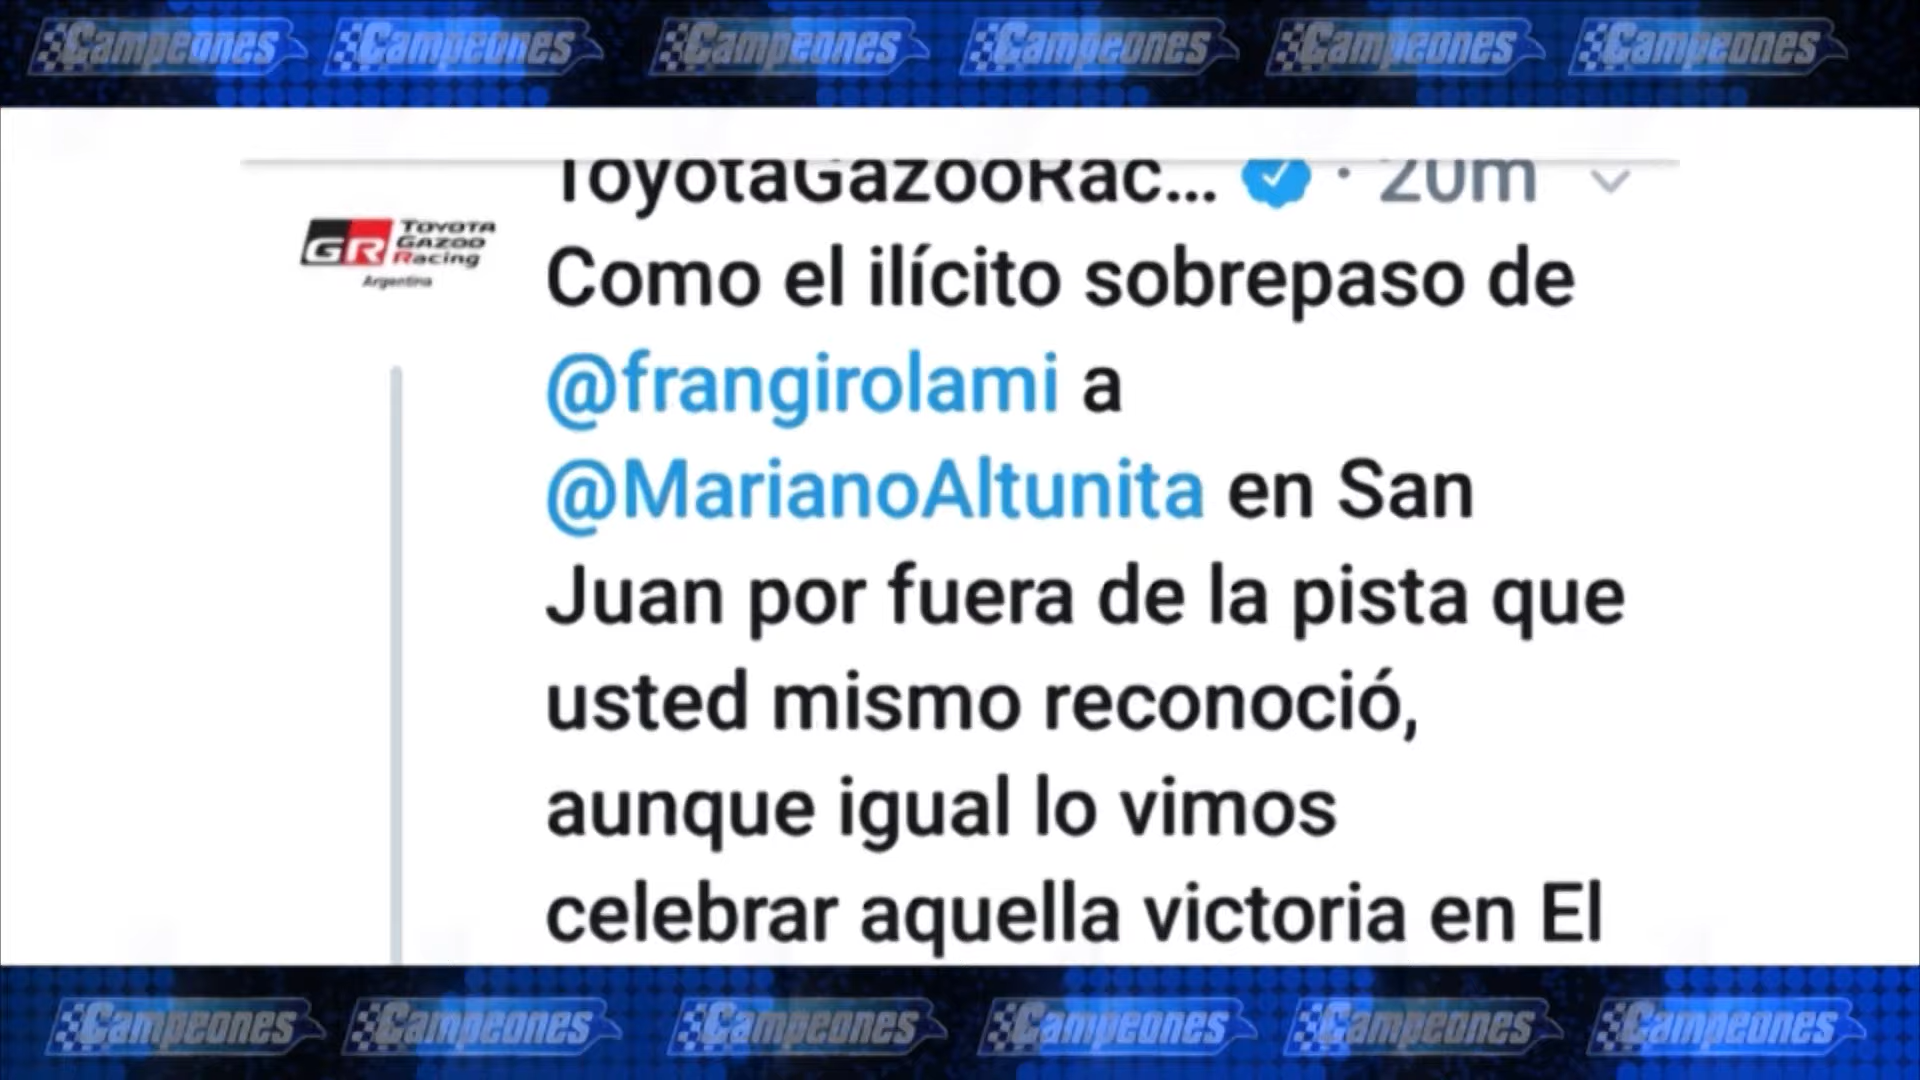 Campeones Campeones Campeones Campeones Campeones Campeones
ToyotaGazooRac... · 20m
GR TOYOTA GAZOO Racing Argentina
Como el ilícito sobrepaso de
@frangirolami a
@MarianoAltunita en San
Juan por fuera de la pista que
usted mismo reconoció,
aunque igual lo vimos
celebrar aquella victoria en El
Campeones Campeones Campeones Campeones Campeones Campeones